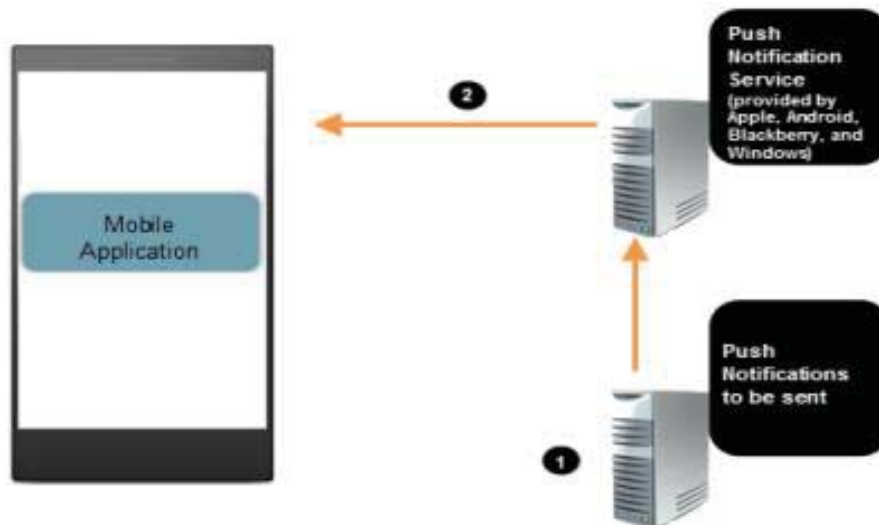 Push
Notification
Service
(provided by
Apple, Android,
Blackberry, and
Windows)
2
Mobile
Application
Push
Notifications
to be sent
1